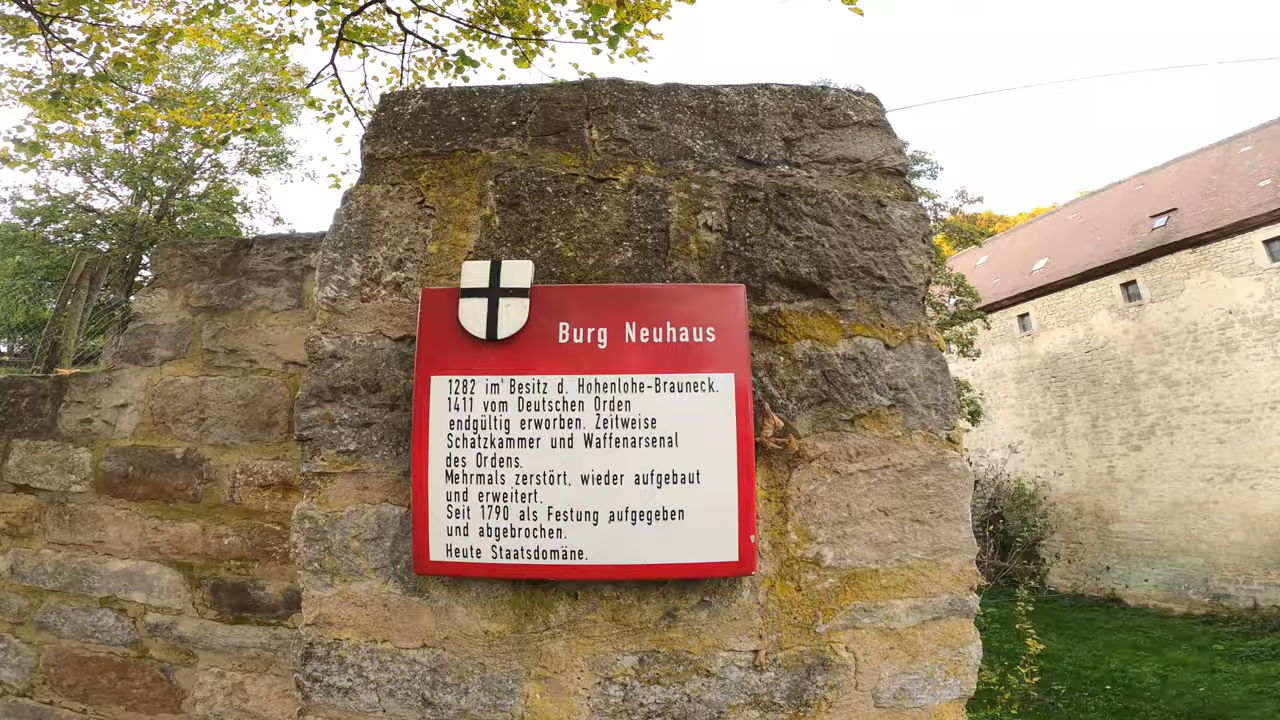 Burg Neuhaus
1282 im' Besitz d. Hohenlohe-Brauneck.
1411 vom Deutschen Orden
endgültig erworben. Zeitweise
Schatzkammer und Waffenarsenal
des Ordens.
Mehrmals zerstört, wieder aufgebaut
und erweitert.
Seit 1790 als Festung aufgegeben
und abgebrochen.
Heute Staatsdomäne.